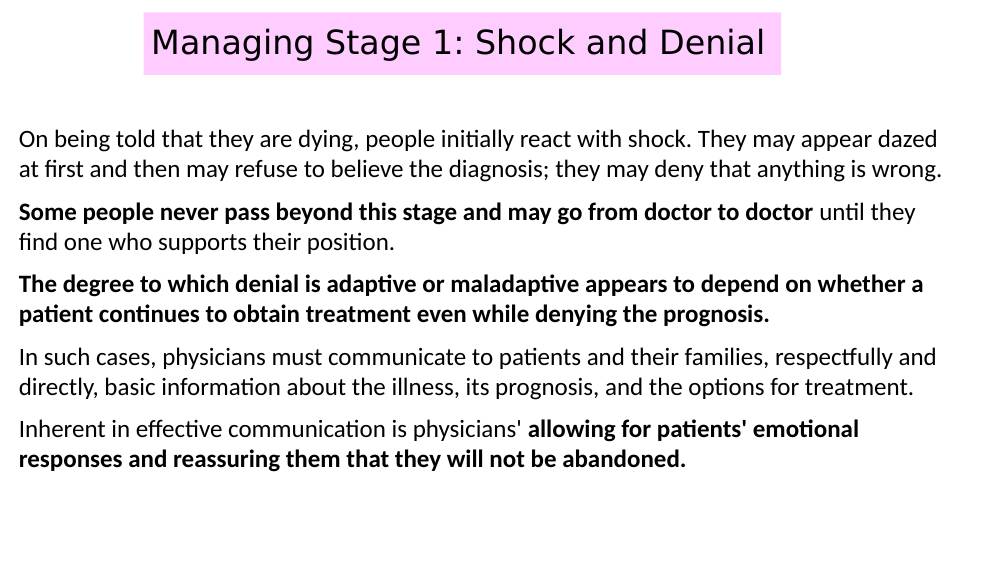 Managing Stage 1: Shock and Denial
On being told that they are dying, people initially react with shock. They may appear dazed
at first and then may refuse to believe the diagnosis; they may deny that anything is wrong.
Some people never pass beyond this stage and may go from doctor to doctor until they
find one who supports their position.
The degree to which denial is adaptive or maladaptive appears to depend on whether a
patient continues to obtain treatment even while denying the prognosis.
In such cases, physicians must communicate to patients and their families, respectfully and
directly, basic information about the illness, its prognosis, and the options for treatment.
Inherent in effective communication is physicians' allowing for patients' emotional
responses and reassuring them that they will not be abandoned.